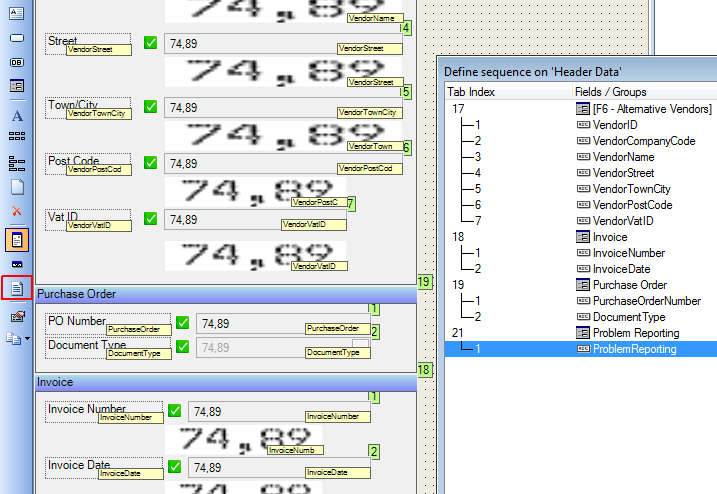 74,89
VendorName
4
Street
VendorStreet
74,89
VendorStreet
74,89
VendorStreet
5
Town/City
VendorTownCity
74,89
VendorTownCity
74,89
VendorTown
6
Post Code
VendorPostCod
74,89
VendorPostCod
74,89
VendorPostC
7
Vat ID
VendorVatID
74,89
VendorVatID
74,89
VendorVatID
19
Purchase Order
1
PO Number
PurchaseOrder
74,89
PurchaseOrder
2
Document Type
DocumentType
74,89
DocumentType
18
Invoice
1
Invoice Number
InvoiceNumber
74,89
InvoiceNumber
74,89
InvoiceNumb
2
Invoice Date
InvoiceDate
74,89
InvoiceDate
74,89
A
OB
Define sequence on 'Header Data'
Tab Index Fields / Groups
17 [F6 - Alternative Vendors]
1 VendorID
2 VendorCompanyCode
3 VendorName
4 VendorStreet
5 VendorTownCity
6 VendorPostCode
7 VendorVatID
18 Invoice
1 InvoiceNumber
2 InvoiceDate
19 Purchase Order
1 PurchaseOrderNumber
2 DocumentType
21 Problem Reporting
1 ProblemReporting